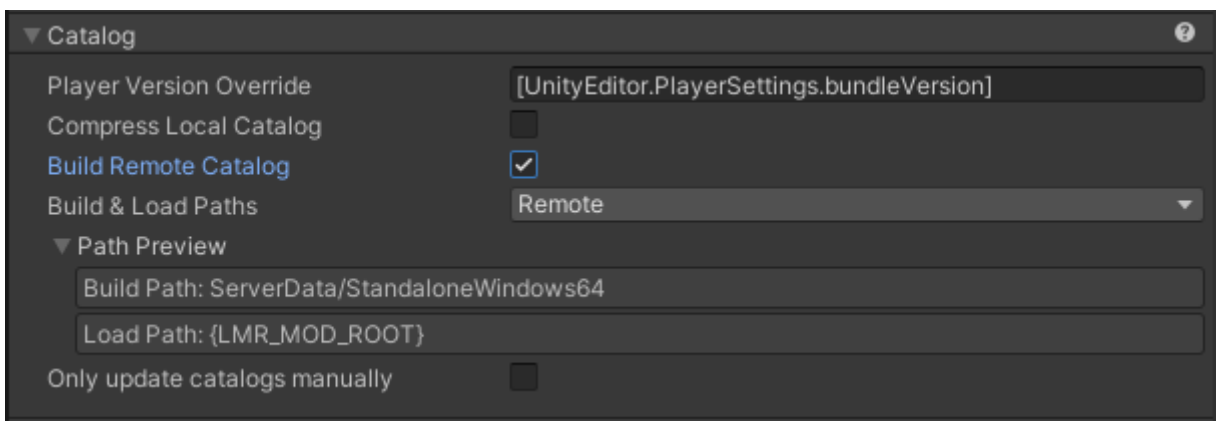 Catalog
Player Version Override [UnityEditor.PlayerSettings.bundleVersion]
Compress Local Catalog
Build Remote Catalog
Build & Load Paths Remote
Path Preview
Build Path: ServerData/StandaloneWindows64
Load Path: {LMR_MOD_ROOT}
Only update catalogs manually